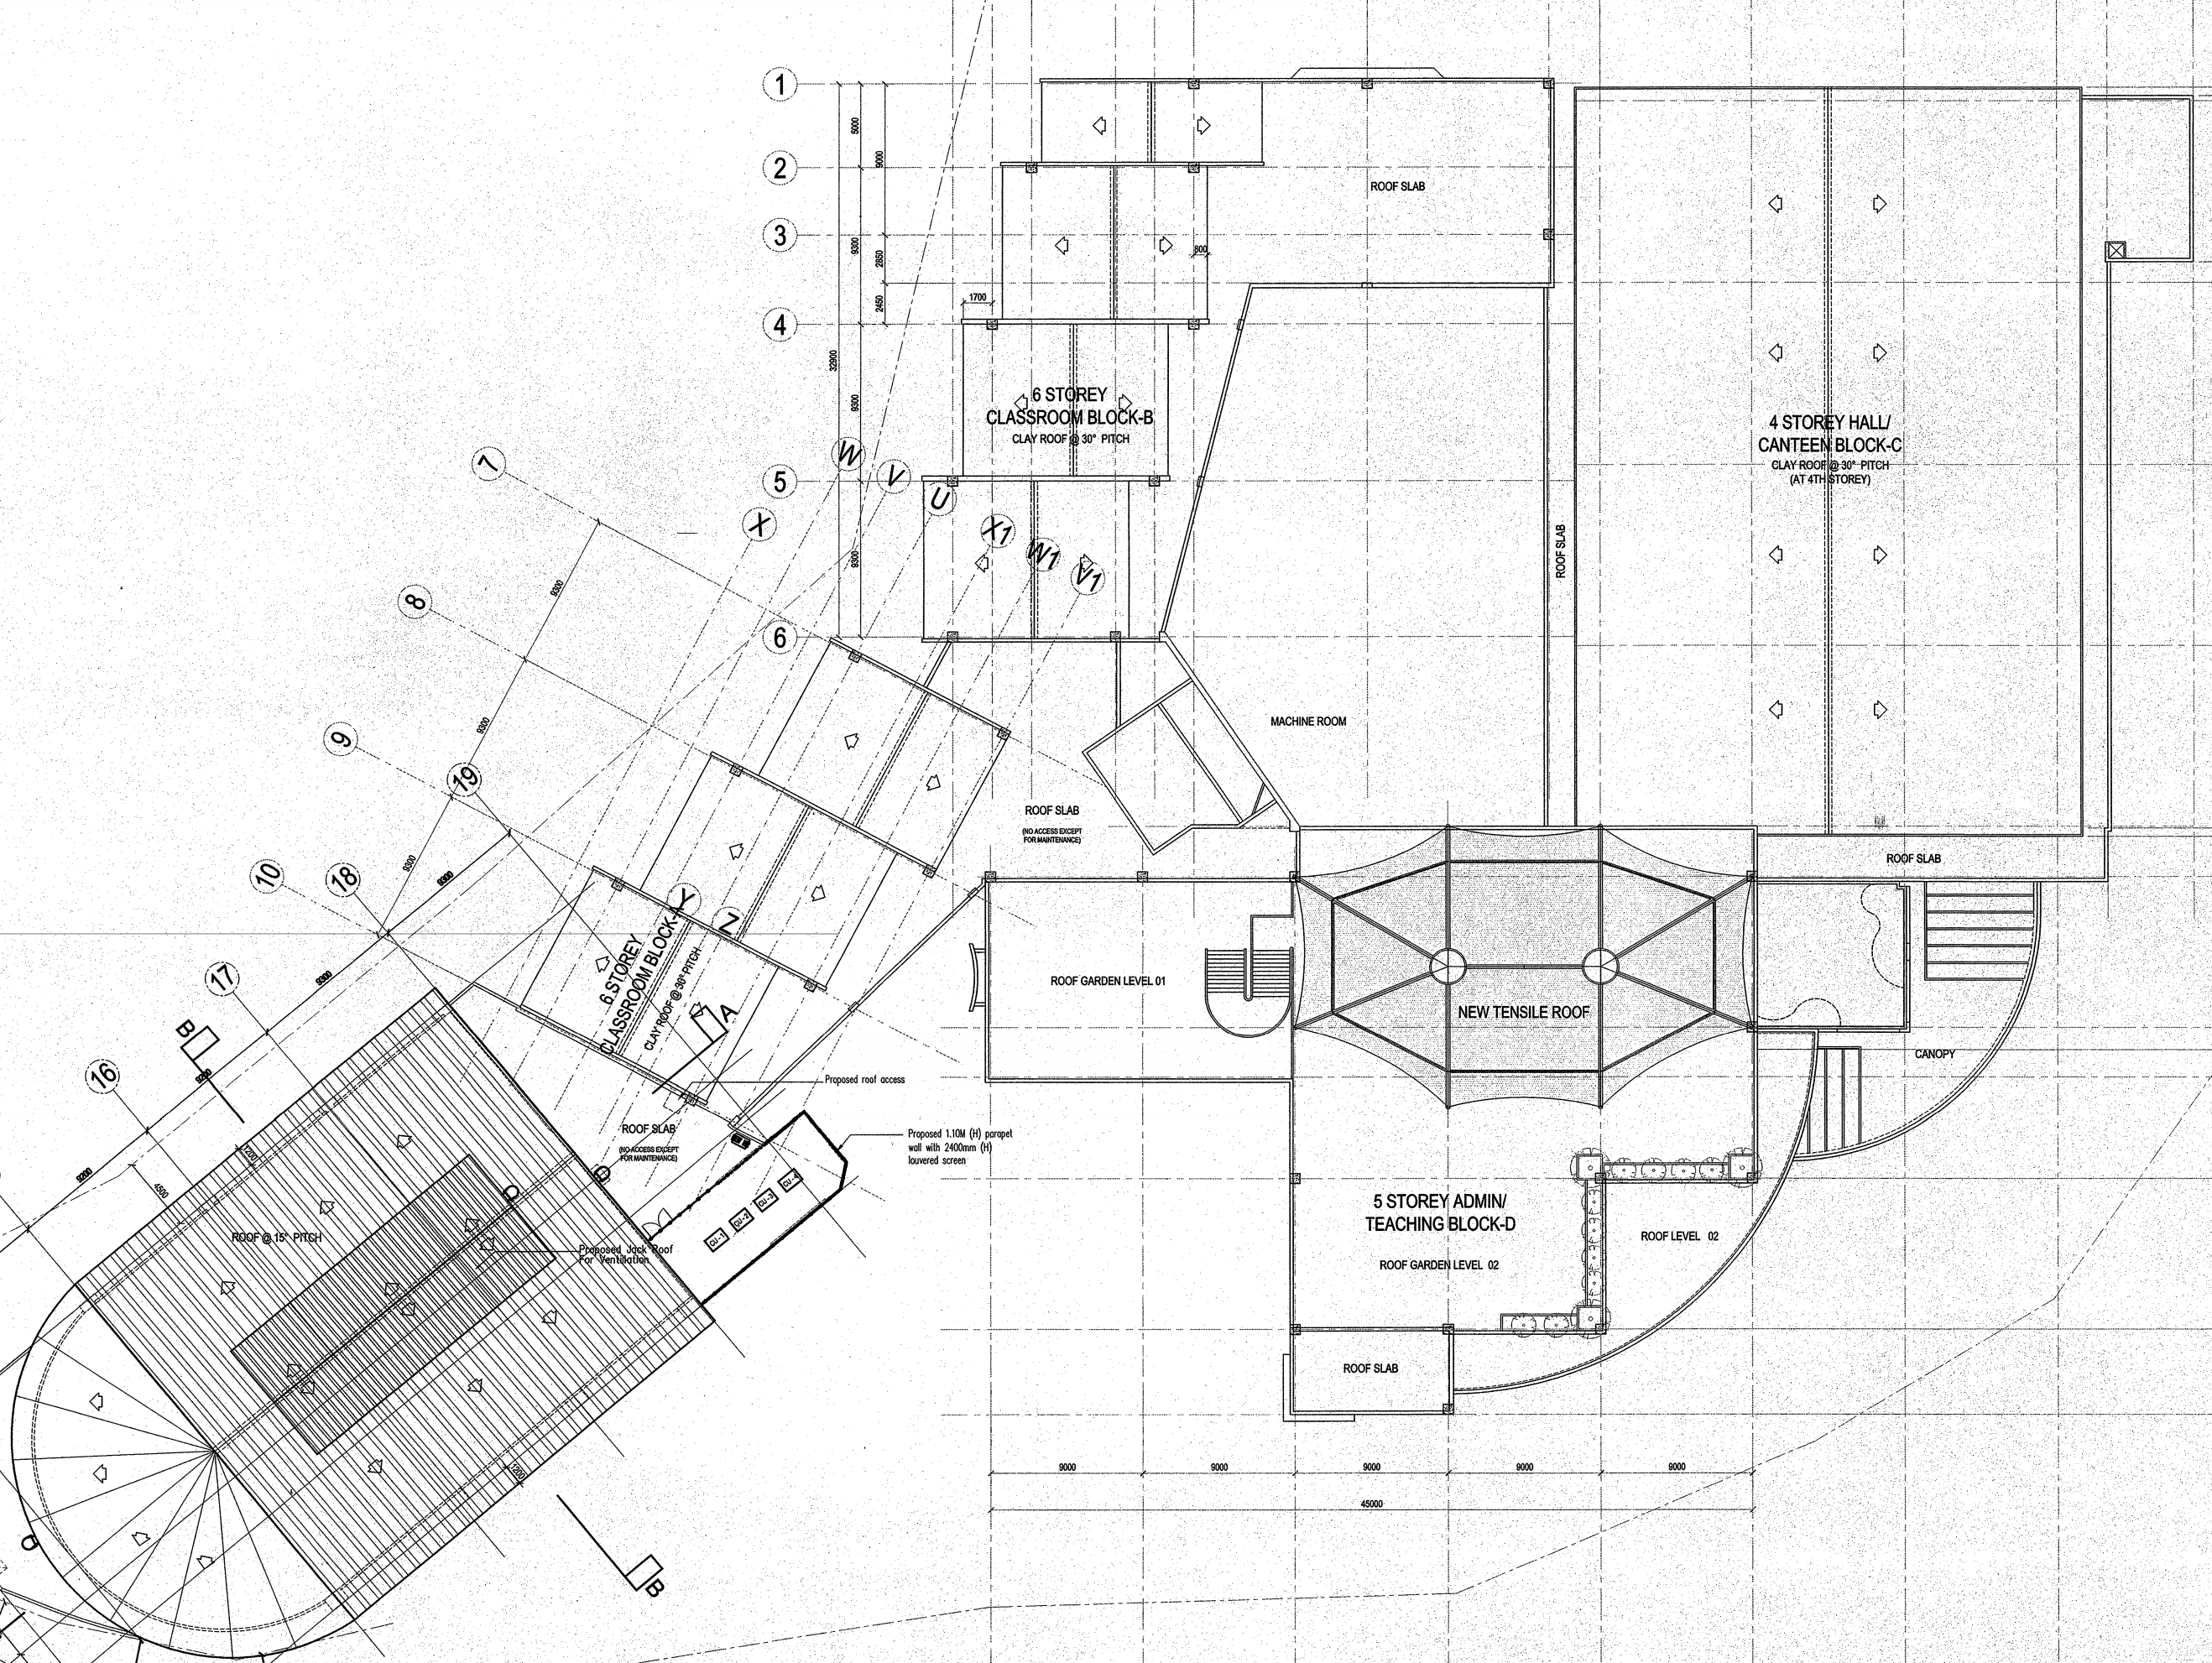 1
2
3
4
5
6
5000
9000
9300
2850
2450
32900
9300
9300
800
1700
ROOF SLAB
6 STOREY
CLASSROOM BLOCK-B
CLAY ROOF @ 30° PITCH
4 STOREY HALL/
CANTEEN BLOCK-C
CLAY ROOF @ 30° PITCH
(AT 4TH STOREY)
ROOF SLAB
7
8
9
10
W
V
U
X
X1
W1
V1
9300
9300
9300
19
18
17
16
9300
9300
9200
9200
4500
1200
MACHINE ROOM
ROOF SLAB
(NO ACCESS EXCEPT
FOR MAINTENANCE)
ROOF SLAB
Y
Z
6 STOREY
CLASSROOM BLOCK-
CLAY ROOF @ 30° PITCH
A
B
ROOF GARDEN LEVEL 01
NEW TENSILE ROOF
CANOPY
Proposed roof access
ROOF SLAB
(NO ACCESS EXCEPT
FOR MAINTENANCE)
Proposed 1.10M (H) parapet
wall with 2400mm (H)
louvered screen
CU-1
CU-2
CU-3
CU-4
ROOF @ 15° PITCH
Proposed Jack Roof
For Ventilation
5 STOREY ADMIN/
TEACHING BLOCK-D
ROOF GARDEN LEVEL 02
ROOF LEVEL 02
ROOF SLAB
1200
B
9000
9000
9000
9000
9000
45000